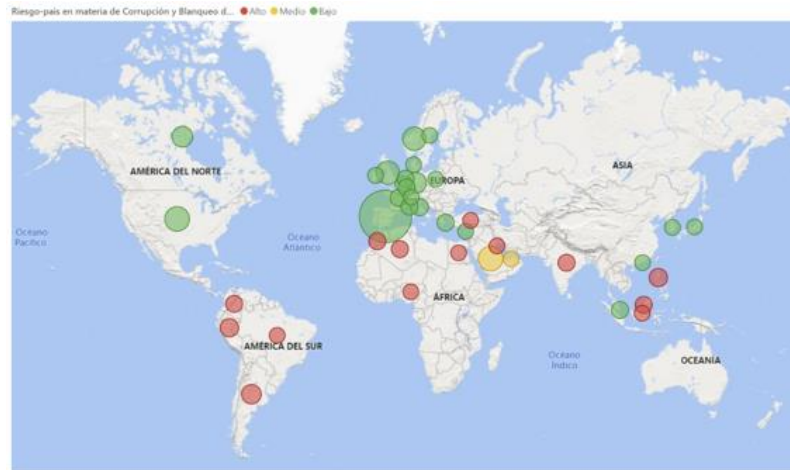 Riesgo-país en materia de Corrupción y Blanqueo d... Alto Medio Bajo
AMÉRICA DEL NORTE
ASIA
EUROPA
Océano
Pacífico
Océano
Atlántico
ÁFRICA
AMÉRICA DEL SUR
Océano
Índico
OCEANÍA